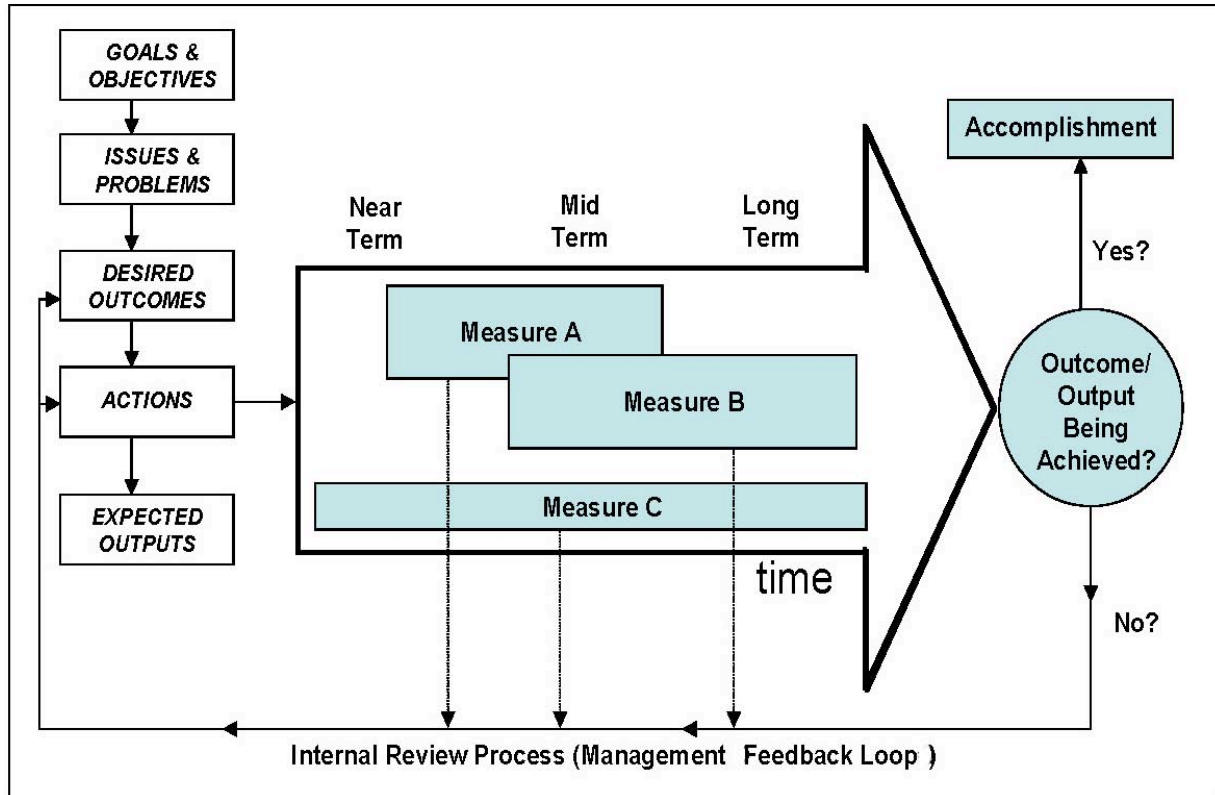 GOALS &
OBJECTIVES
ISSUES &
PROBLEMS
DESIRED
OUTCOMES
ACTIONS
EXPECTED
OUTPUTS
Near
Term
Mid
Term
Long
Term
Measure A
Measure B
Measure C
time
Accomplishment
Yes?
Outcome/
Output
Being
Achieved?
No?
Internal Review Process (Management Feedback Loop )